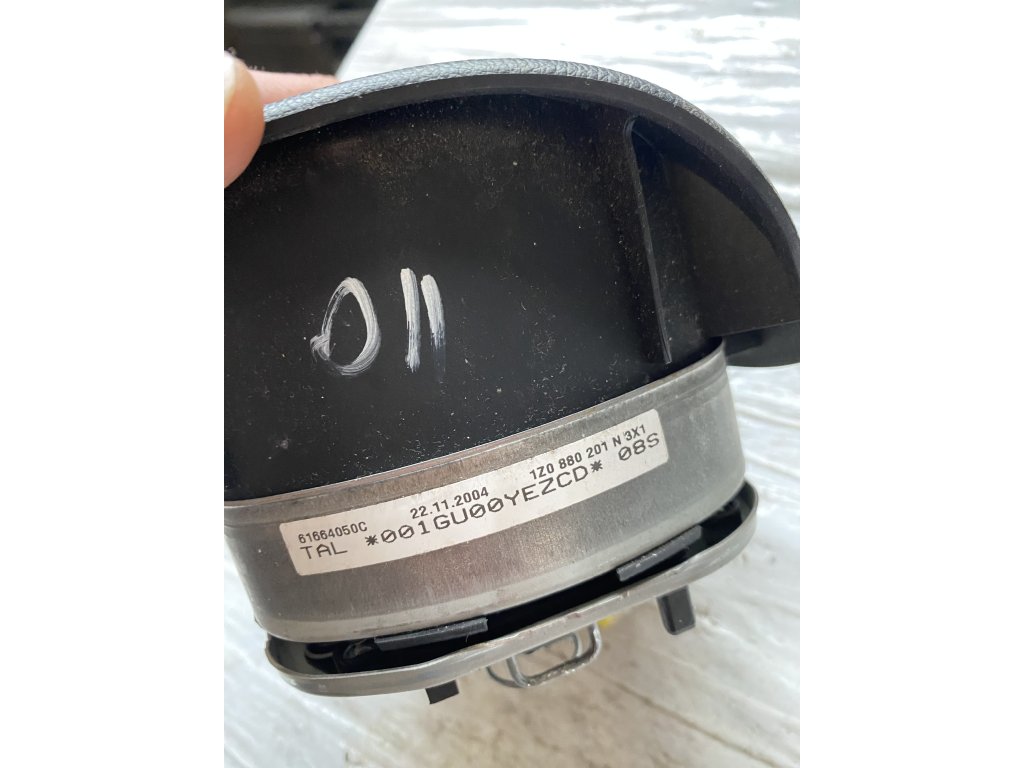 011
61664050C 22.11.2004 1Z0 880 201 N 3X1
TAL *001GU00YEZCD* 08S